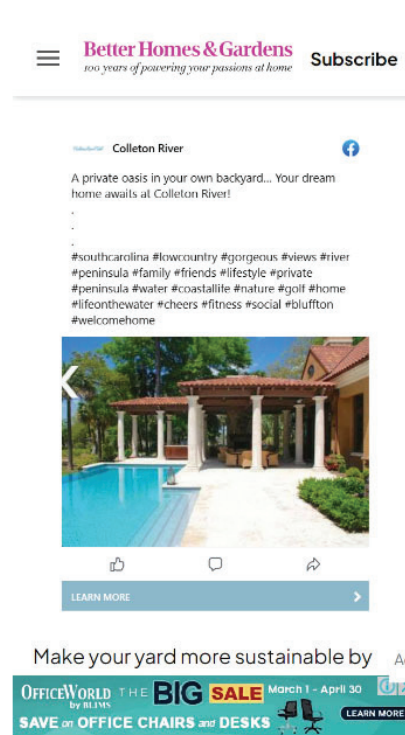 Better Homes & Gardens
100 years of powering your passions at home
Subscribe
Colleton River
A private oasis in your own backyard... Your dream
home awaits at Colleton River!
.
.
.
#southcarolina #lowcountry #gorgeous #views #river
#peninsula #family #friends #lifestyle #private
#peninsula #water #coastallife #nature #golf #home
#lifeonthewater #cheers #fitness #social #bluffton
#welcomehome
LEARN MORE
Make your yard more sustainable by
OFFICEWORLD THE BIG SALE March 1 - April 30
by BLIMS
SAVE on OFFICE CHAIRS and DESKS
LEARN MORE